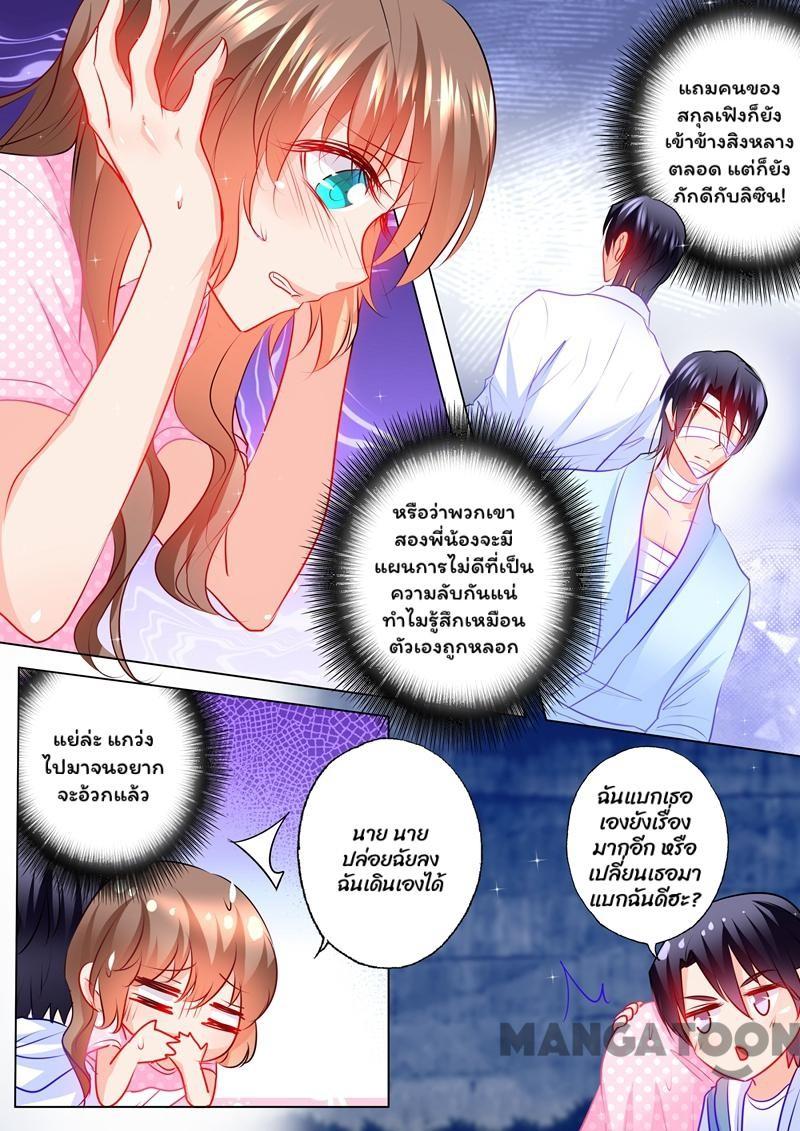 แถมคนของ
สกุลเฟิงก็ยัง
เข้าข้างสิงหลาง
ตลอด แต่ก็ยัง
ภักดีกับลิซิน!
หรือว่าพวกเขา
สองพี่น้องจะมี
แผนการไม่ดีที่เป็น
ความลับกันแน่
ทำไมรู้สึกเหมือน
ตัวเองถูกหลอก
แย่ล่ะ แกว่ง
ไปมาจนอยาก
จะอ้วกแล้ว
นาย นาย
ปล่อยฉัยลง
ฉันเดินเองได้
ฉันแบกเธอ
เองยังเรื่อง
มากอีก หรือ
เปลี่ยนเธอมา
แบกฉันดีฮะ?
MANGATOON